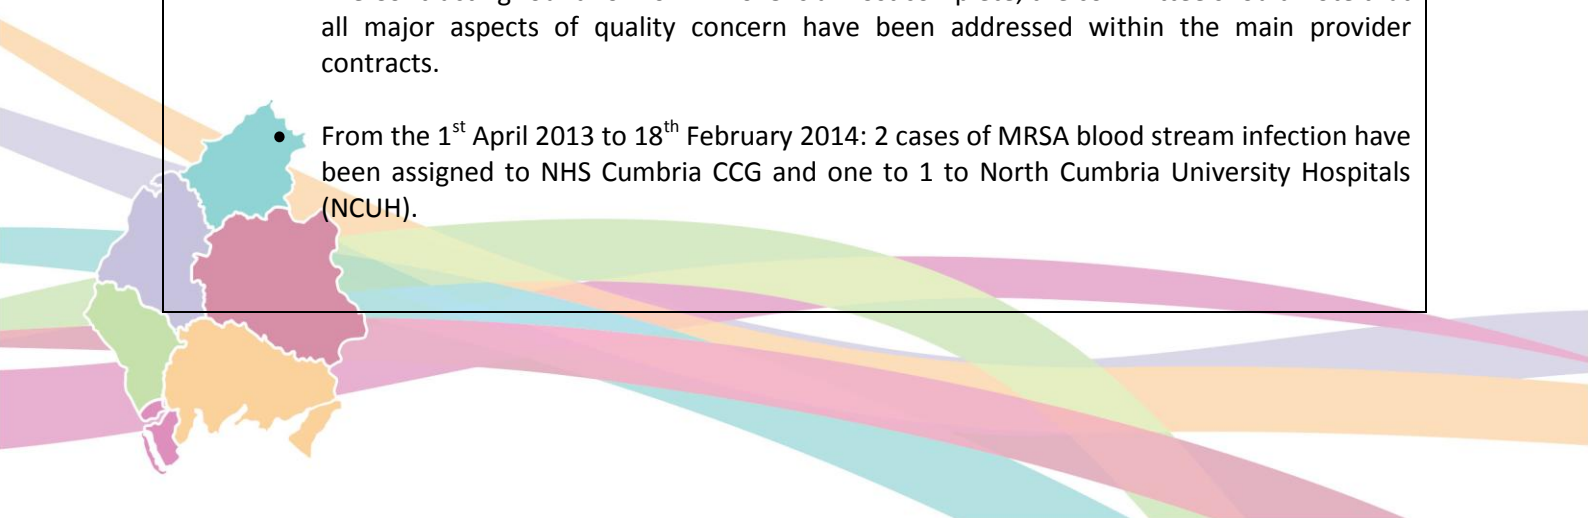 all major aspects of quality concern have been addressed within the main provider
contracts.
• From the 1st April 2013 to 18th February 2014: 2 cases of MRSA blood stream infection have
been assigned to NHS Cumbria CCG and one to 1 to North Cumbria University Hospitals
(NCUH).